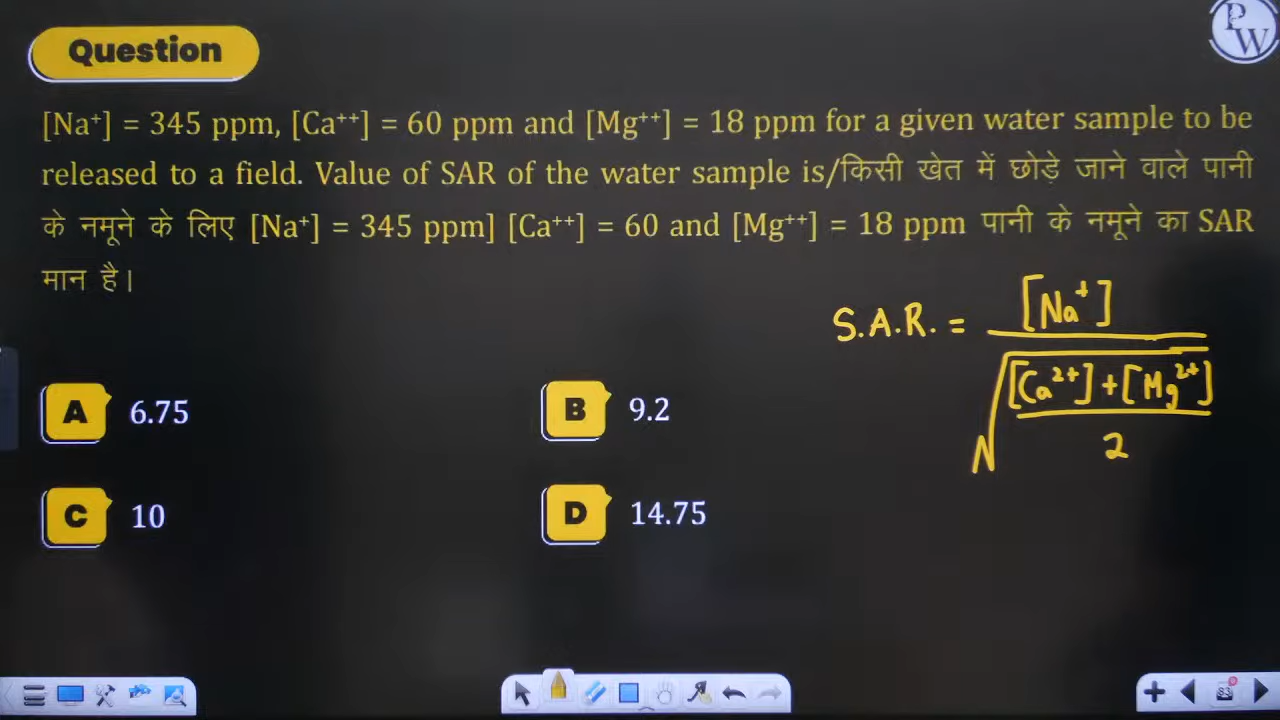 Question
PW
[Na⁺] = 345 ppm, [Ca⁺⁺] = 60 ppm and [Mg⁺⁺] = 18 ppm for a given water sample to be
released to a field. Value of SAR of the water sample is/किसी खेत में छोड़े जाने वाले पानी
के नमूने के लिए [Na⁺] = 345 ppm] [Ca⁺⁺] = 60 and [Mg⁺⁺] = 18 ppm पानी के नमूने का SAR
मान है।
S.A.R. = [Na⁺]
√ [Ca²⁺] + [Mg²⁺]
2
A 6.75
B 9.2
C 10
D 14.75
83